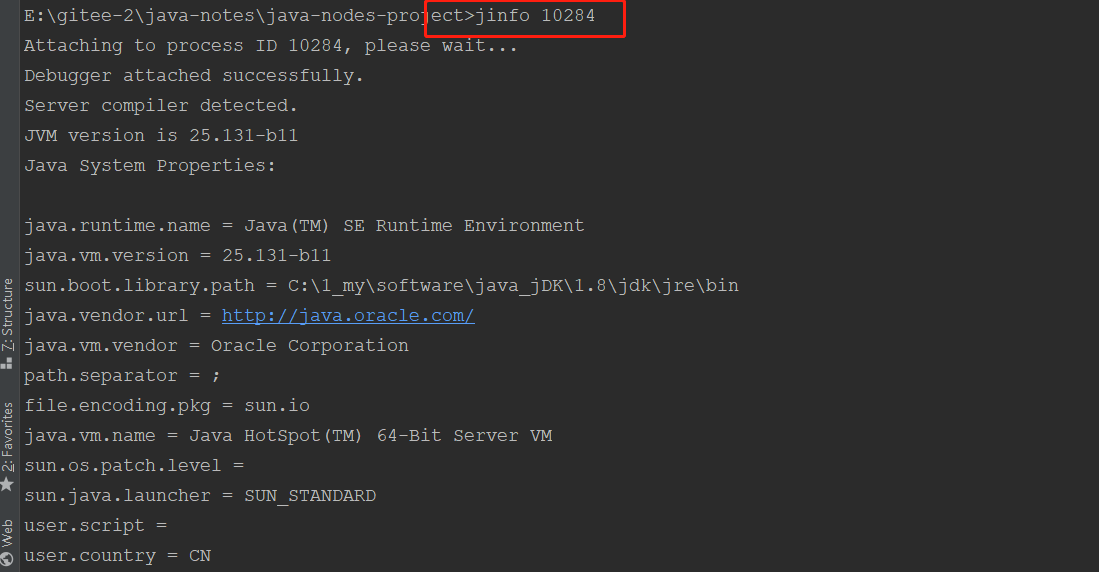 E:\gitee-2\java-notes\java-nodes-project>jinfo 10284
Attaching to process ID 10284, please wait...
Debugger attached successfully.
Server compiler detected.
JVM version is 25.131-b11
Java System Properties:
java.runtime.name = Java(TM) SE Runtime Environment
java.vm.version = 25.131-b11
sun.boot.library.path = C:\1_my\software\java_jDK\1.8\jdk\jre\bin
java.vendor.url = http://java.oracle.com/
java.vm.vendor = Oracle Corporation
path.separator = ;
file.encoding.pkg = sun.io
java.vm.name = Java HotSpot(TM) 64-Bit Server VM
sun.os.patch.level =
sun.java.launcher = SUN_STANDARD
user.script =
user.country = CN
7: Structure
2: Favorites
Web